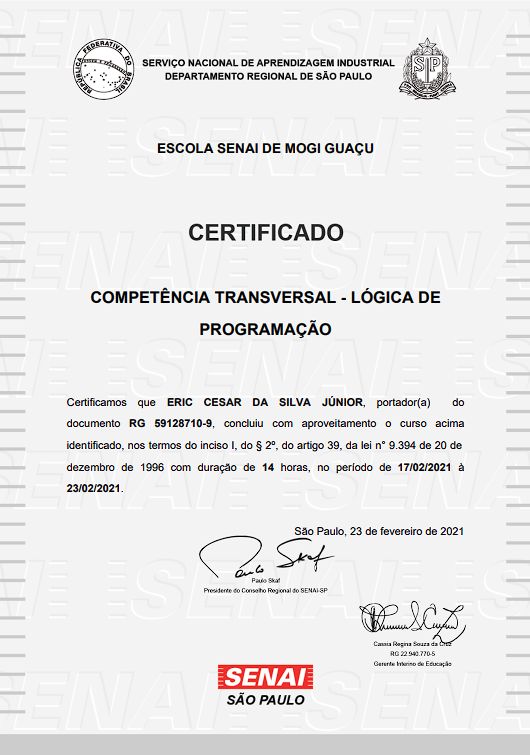 REPÚBLICA FEDERATIVA DO BRASIL
SERVIÇO NACIONAL DE APRENDIZAGEM INDUSTRIAL
DEPARTAMENTO REGIONAL DE SÃO PAULO
SP
ESCOLA SENAI DE MOGI GUAÇU
CERTIFICADO
COMPETÊNCIA TRANSVERSAL - LÓGICA DE
PROGRAMAÇÃO
Certificamos que ERIC CESAR DA SILVA JÚNIOR, portador(a) do
documento RG 59128710-9, concluiu com aproveitamento o curso acima
identificado, nos termos do inciso I, do § 2º, do artigo 39, da lei n° 9.394 de 20 de
dezembro de 1996 com duração de 14 horas, no período de 17/02/2021 à
23/02/2021.
São Paulo, 23 de fevereiro de 2021
Paulo Skaf
Paulo Skaf
Presidente do Conselho Regional do SENAI-SP
Cassia Regina Souza da Cruz
RG 22.940.770-5
Gerente Interino de Educação
SENAI
SÃO PAULO